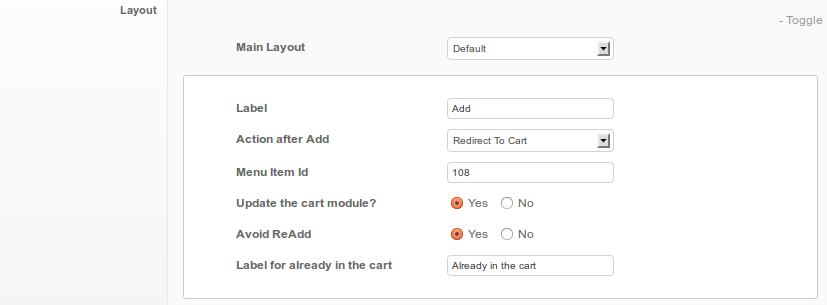 Layout
- Toggle
Main Layout Default
Label Add
Action after Add Redirect To Cart
Menu Item Id 108
Update the cart module? Yes No
Avoid ReAdd Yes No
Label for already in the cart Already in the cart